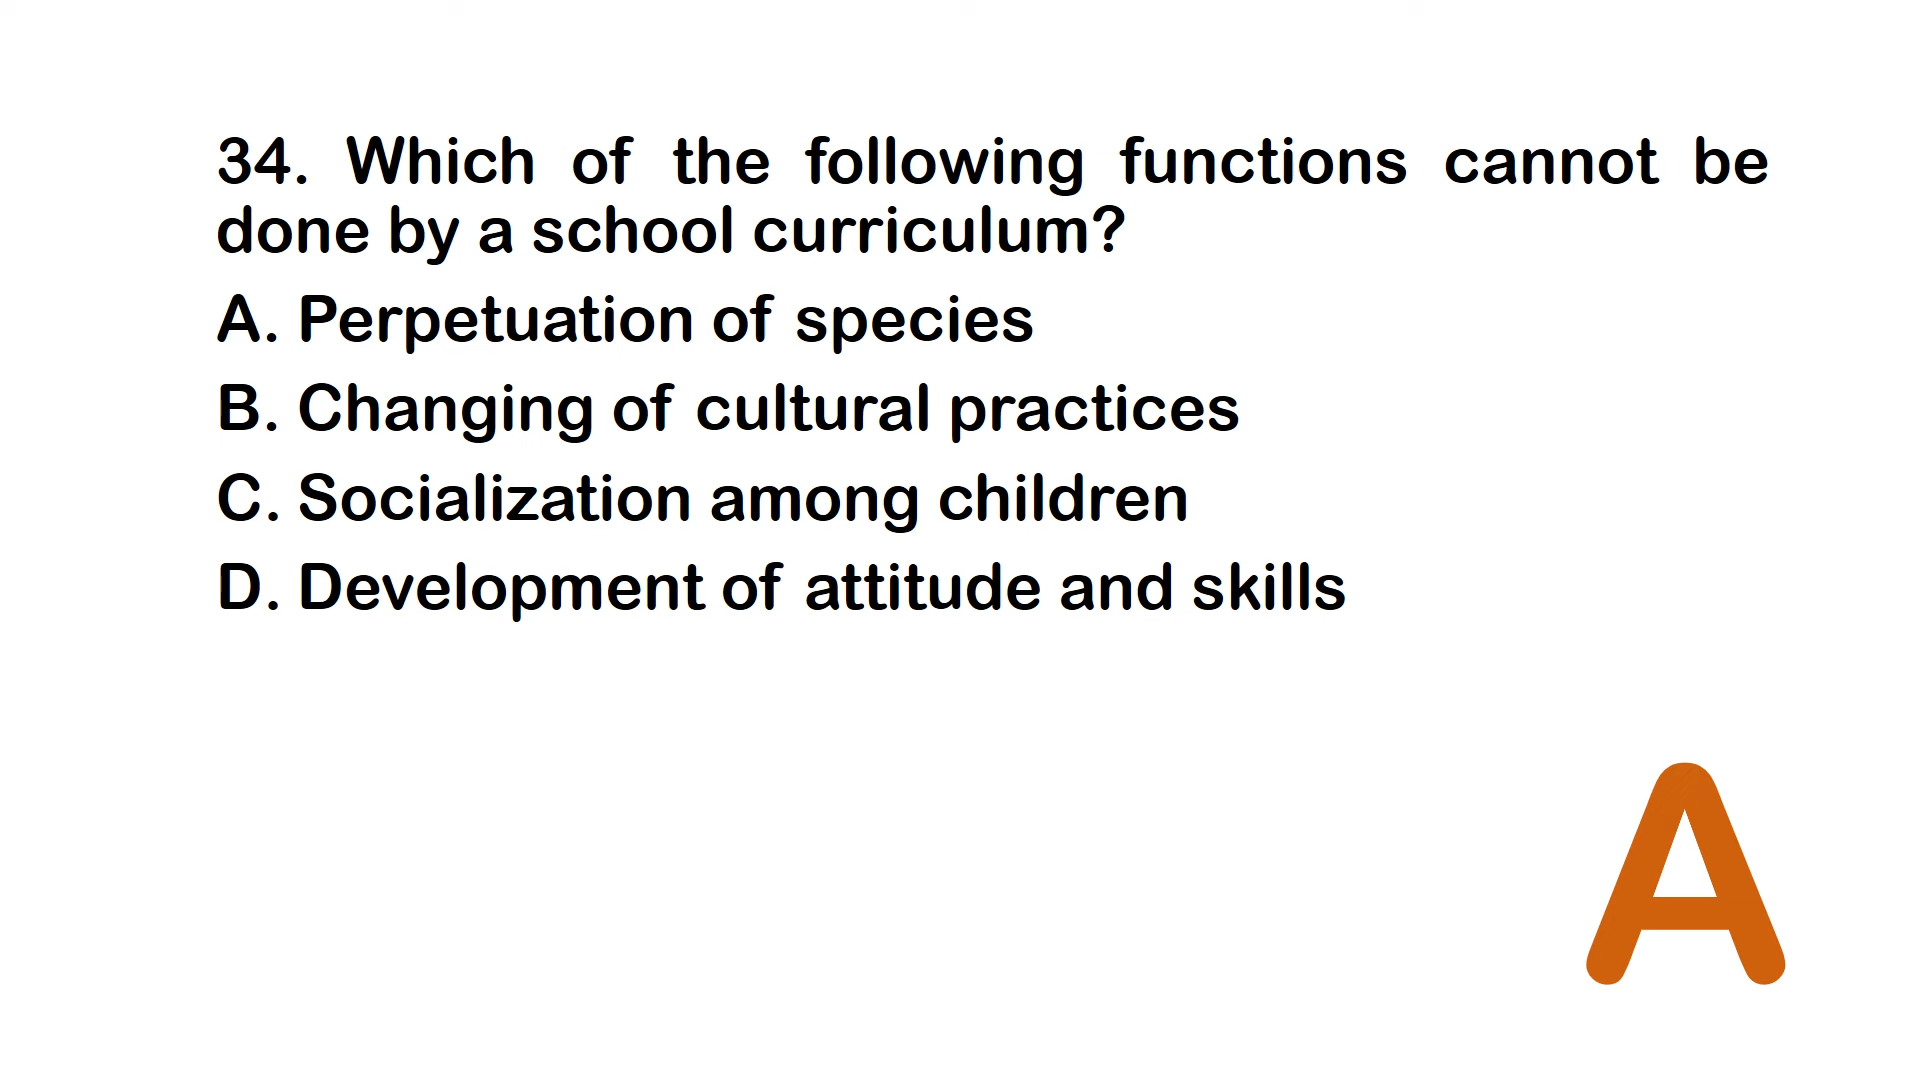 34. Which of the following functions cannot be
done by a school curriculum?
A. Perpetuation of species
B. Changing of cultural practices
C. Socialization among children
D. Development of attitude and skills
A